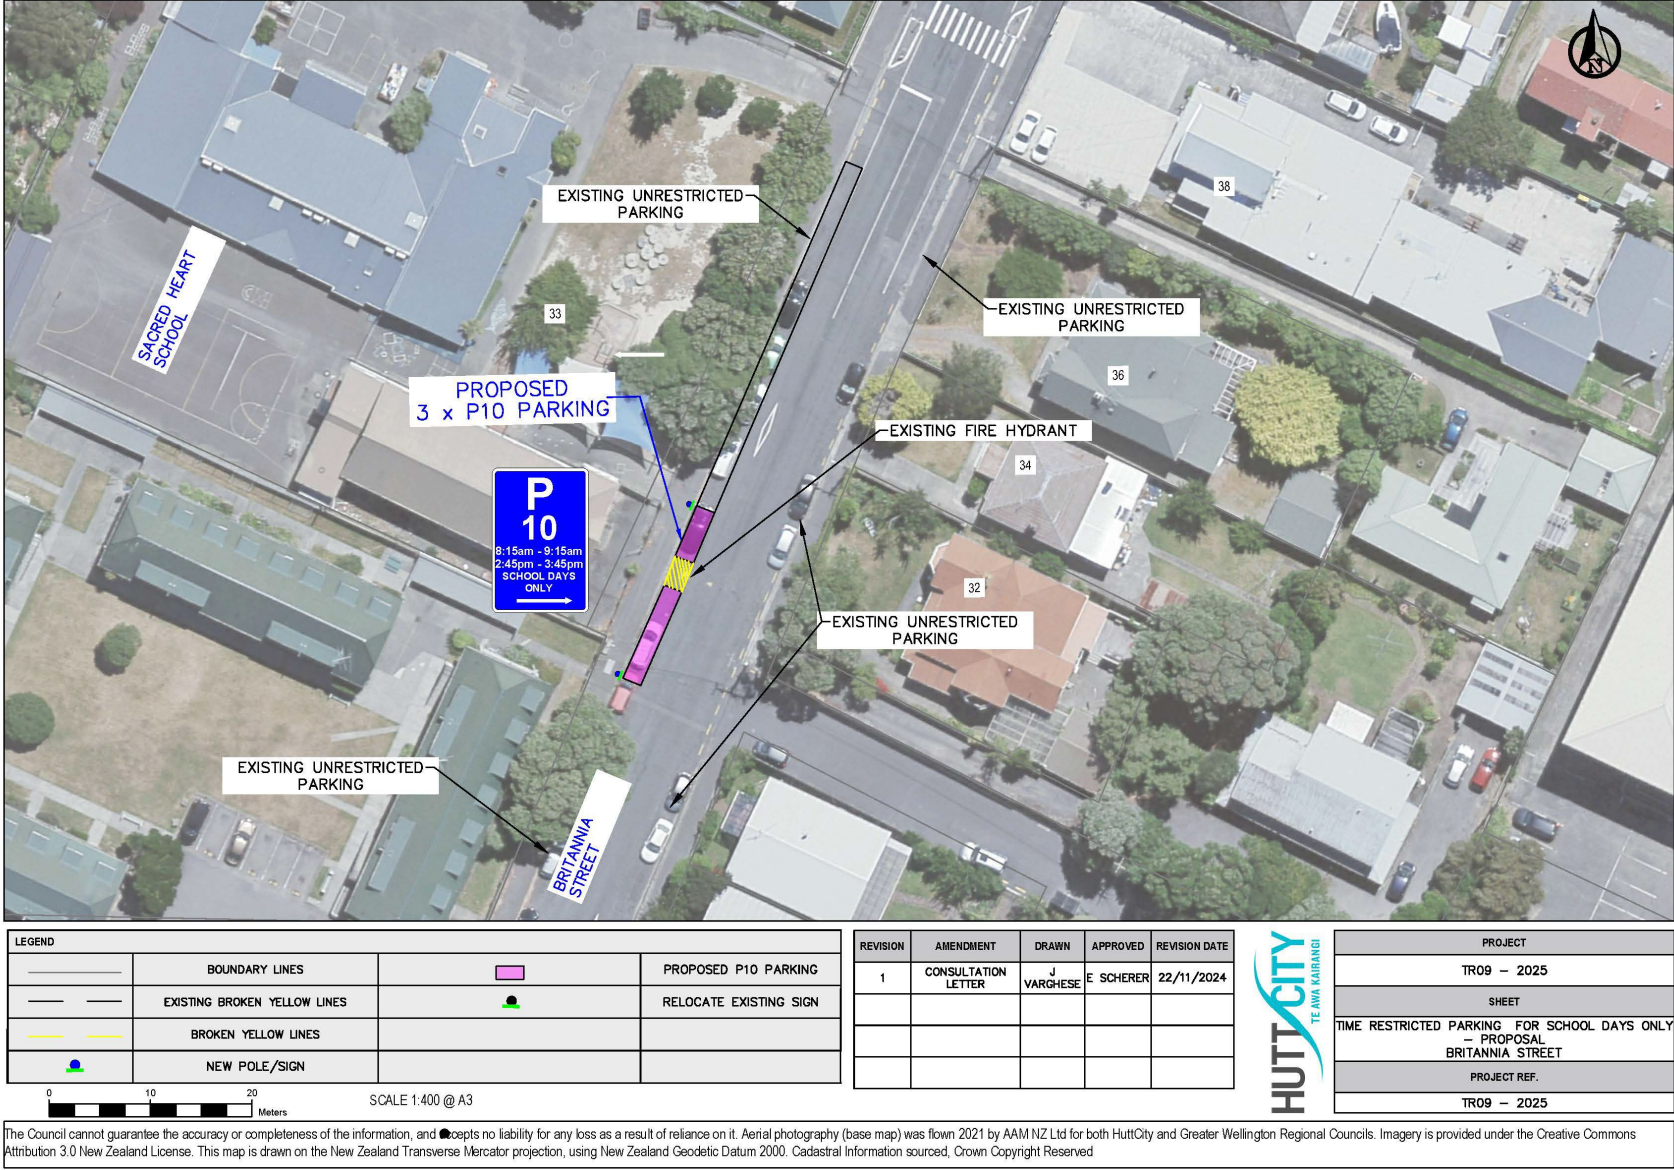 N
38
EXISTING UNRESTRICTED
PARKING
SACRED HEART
SCHOOL
33
EXISTING UNRESTRICTED
PARKING
36
PROPOSED
3 x P10 PARKING
EXISTING FIRE HYDRANT
34
P
10
8:15am - 9:15am
2:45pm - 3:45pm
SCHOOL DAYS
ONLY
32
EXISTING UNRESTRICTED
PARKING
EXISTING UNRESTRICTED
PARKING
BRITANNIA
STREET
LEGEND
BOUNDARY LINES
PROPOSED P10 PARKING
EXISTING BROKEN YELLOW LINES
RELOCATE EXISTING SIGN
BROKEN YELLOW LINES
NEW POLE/SIGN
0 10 20
Meters
SCALE 1:400 @ A3
REVISION AMENDMENT DRAWN APPROVED REVISION DATE
1 CONSULTATION LETTER J VARGHESE E SCHERER 22/11/2024
HUTT CITY
TE AWA KAIRANGI
PROJECT
TR09 - 2025
SHEET
TIME RESTRICTED PARKING FOR SCHOOL DAYS ONLY
- PROPOSAL
BRITANNIA STREET
PROJECT REF.
TR09 - 2025
The Council cannot guarantee the accuracy or completeness of the information, and accepts no liability for any loss as a result of reliance on it. Aerial photography (base map) was flown 2021 by AAM NZ Ltd for both HuttCity and Greater Wellington Regional Councils. Imagery is provided under the Creative Commons
Attribution 3.0 New Zealand License. This map is drawn on the New Zealand Transverse Mercator projection, using New Zealand Geodetic Datum 2000. Cadastral Information sourced, Crown Copyright Reserved